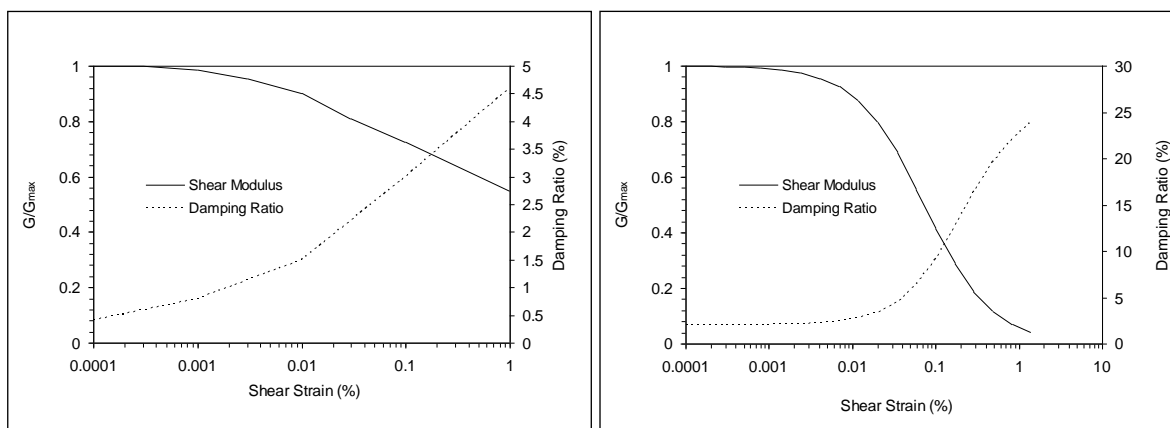 1
0.8
0.6
0.4
0.2
0
G/Gmax
Shear Modulus
Damping Ratio
5
4.5
4
3.5
3
2.5
2
1.5
1
0.5
0
Damping Ratio (%)
0.0001 0.001 0.01 0.1 1
Shear Strain (%)
1
0.8
0.6
0.4
0.2
0
G/Gmax
Shear Modulus
Damping Ratio
30
25
20
15
10
5
0
Damping Ratio (%)
0.0001 0.001 0.01 0.1 1 10
Shear Strain (%)